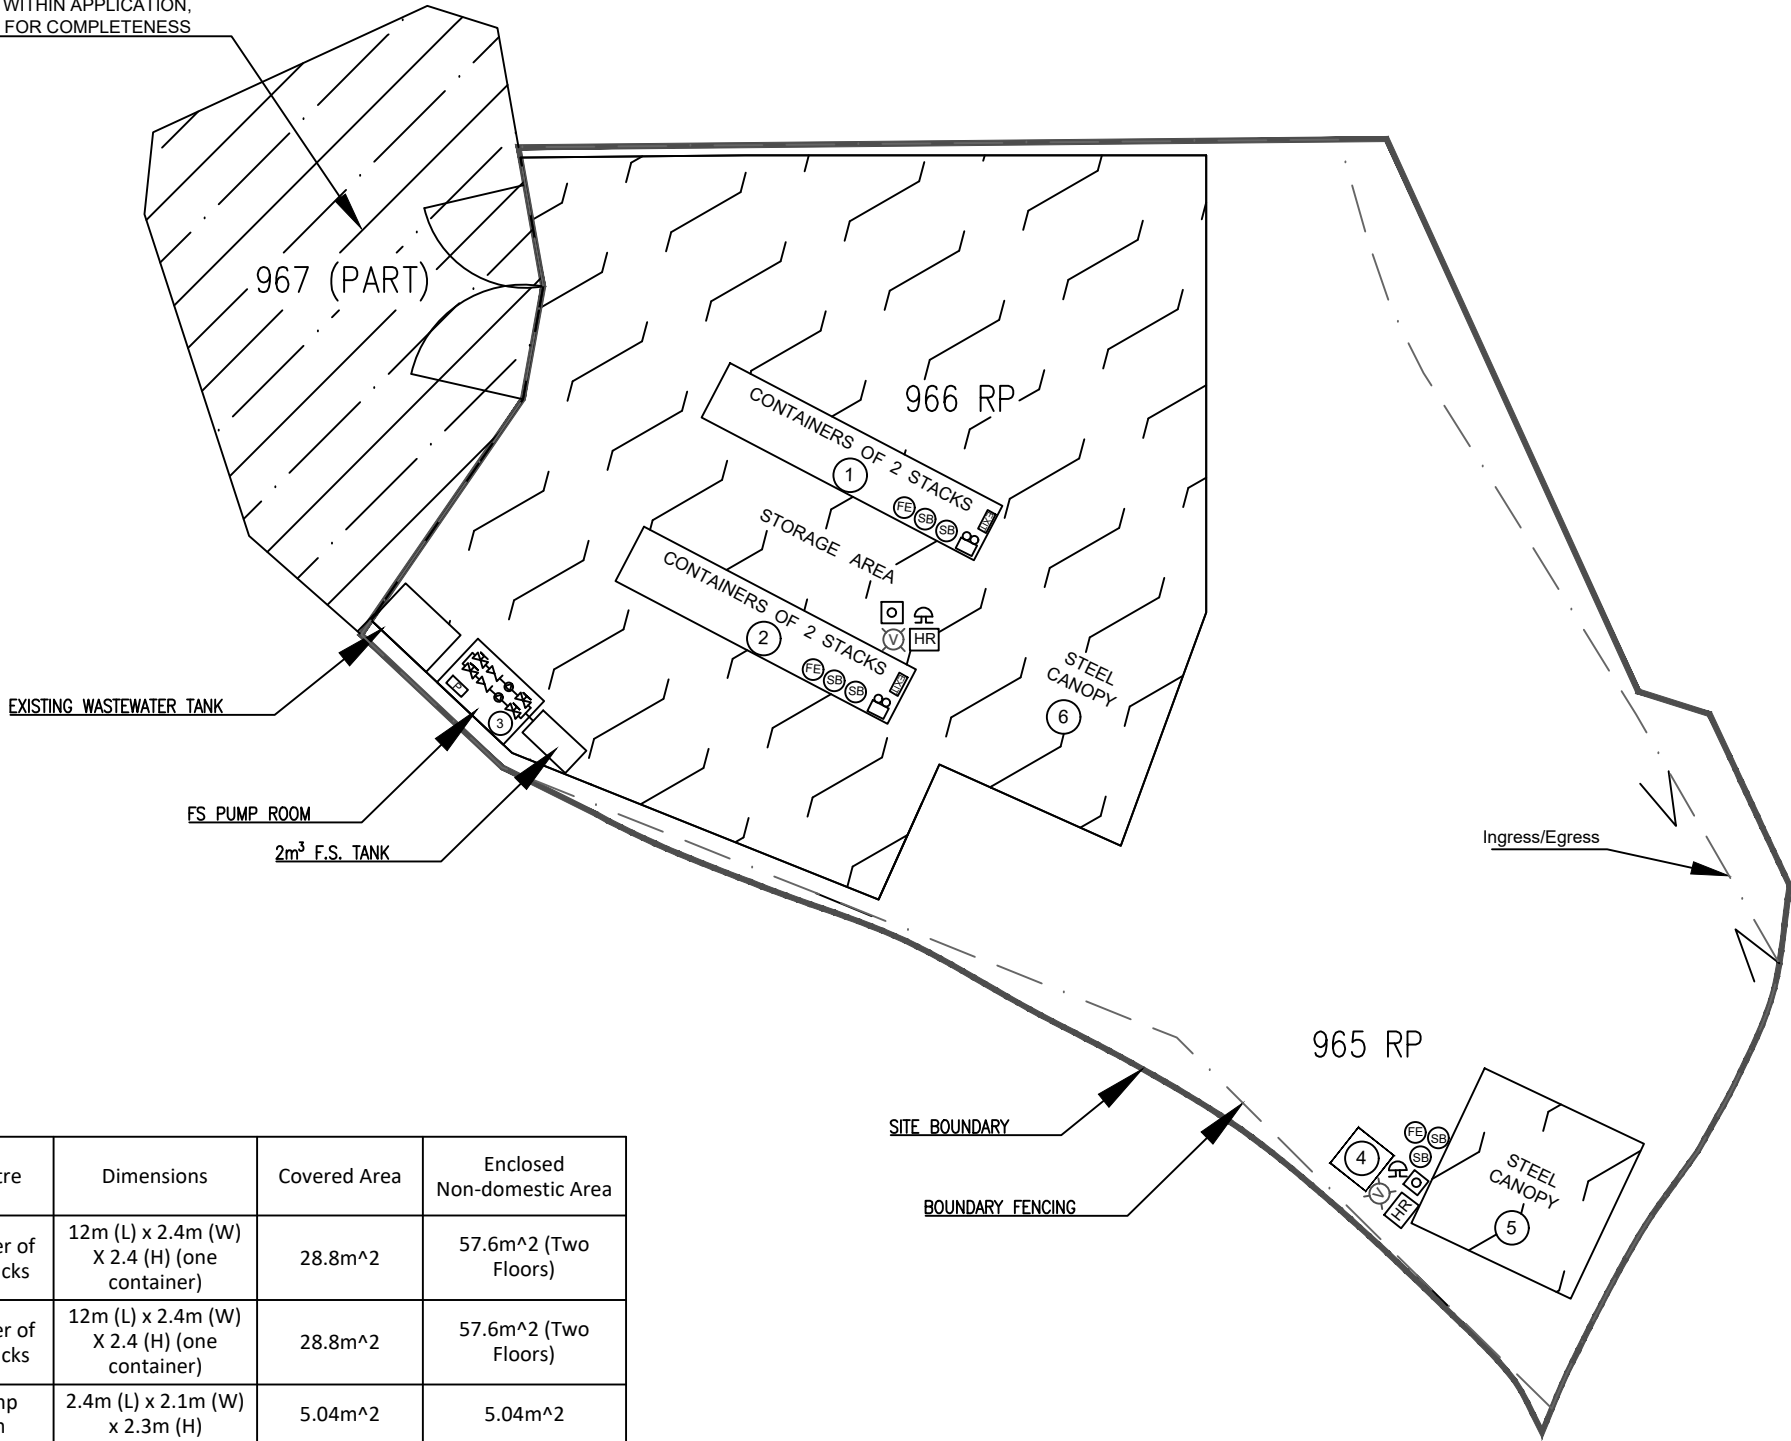 WITHIN APPLICATION,
FOR COMPLETENESS
967 (PART)
966 RP
CONTAINERS OF 2 STACKS
1
FE SB SB
EXIT
STORAGE AREA
CONTAINERS OF 2 STACKS
2
FE SB SB
EXIT
O
V HR
STEEL
CANOPY
6
P
3
EXISTING WASTEWATER TANK
FS PUMP ROOM
2m³ F.S. TANK
Ingress/Egress
965 RP
SITE BOUNDARY
BOUNDARY FENCING
4
FE SB
SB
O
V
HR
STEEL
CANOPY
5
Dimensions Covered Area Enclosed
Non-domestic Area
12m (L) x 2.4m (W)
X 2.4 (H) (one
container)
28.8m^2
57.6m^2 (Two
Floors)
12m (L) x 2.4m (W)
X 2.4 (H) (one
container)
28.8m^2
57.6m^2 (Two
Floors)
2.4m (L) x 2.1m (W)
x 2.3m (H)
5.04m^2
5.04m^2